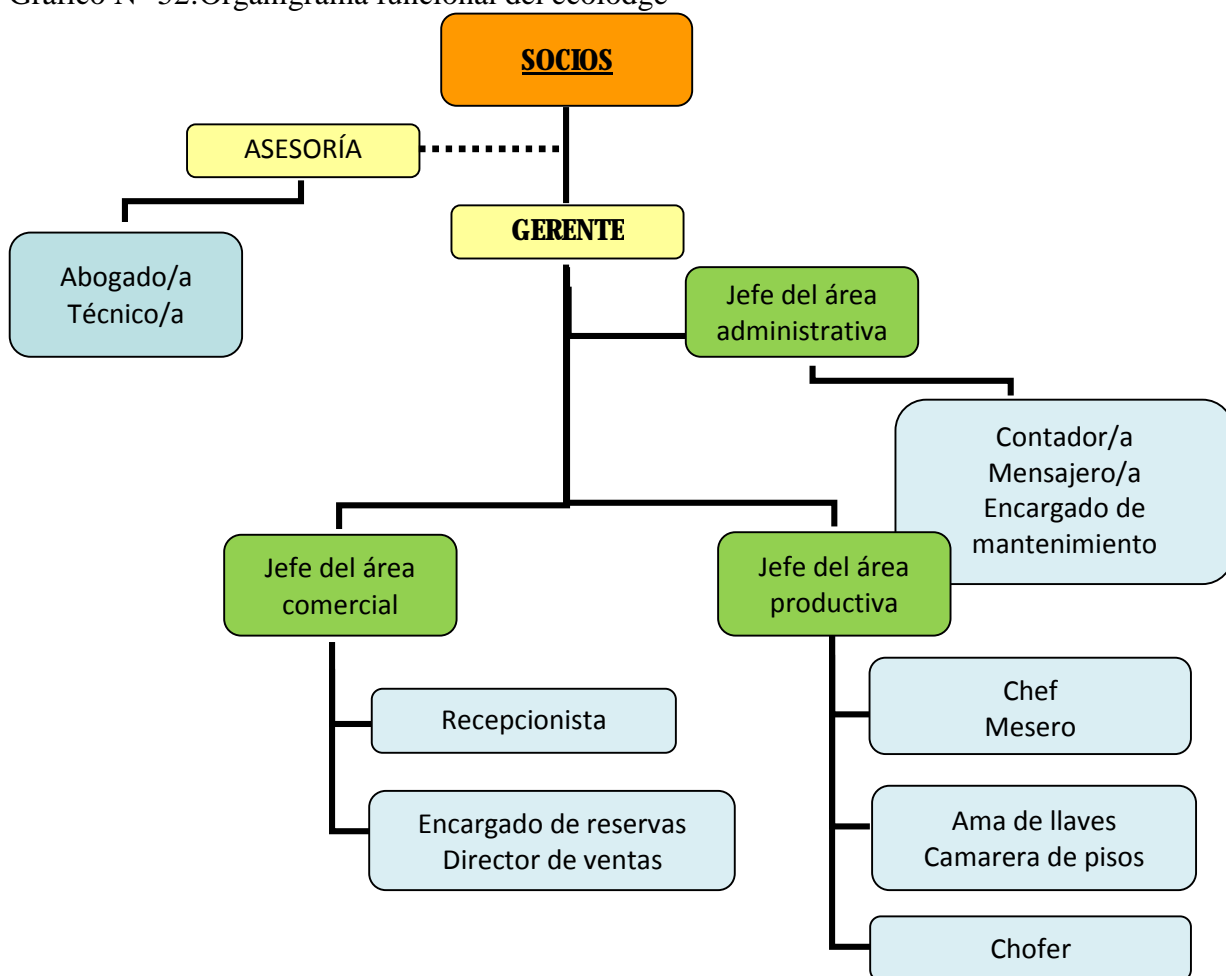 Gráfico N° 32:Organigrama funcional del ecolodge
SOCIOS
ASESORÍA
GERENTE
Abogado/a
Técnico/a
Jefe del área
administrativa
Contador/a
Mensajero/a
Encargado de
mantenimiento
Jefe del área
comercial
Jefe del área
productiva
Recepcionista
Encargado de reservas
Director de ventas
Chef
Mesero
Ama de llaves
Camarera de pisos
Chofer